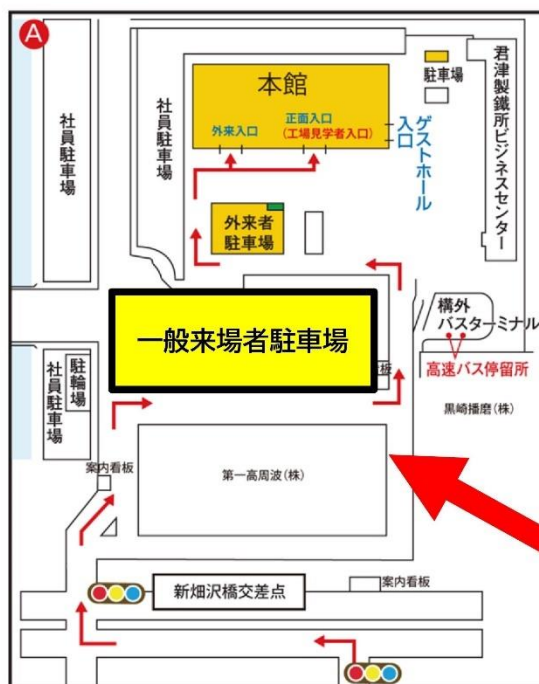 A
社員駐車場
社員駐車場
本館
外来入口
正面入口
(工場見学者入口)
ゲストホール
入口
駐車場
君津製鐵所ビジネスセンター
外来者
駐車場
一般来場者駐車場
板
構外
バスターミナル
高速バス停留所
黒崎播磨(株)
駐輪場
社員駐車場
案内看板
第一高周波(株)
新畑沢橋交差点
案内看板